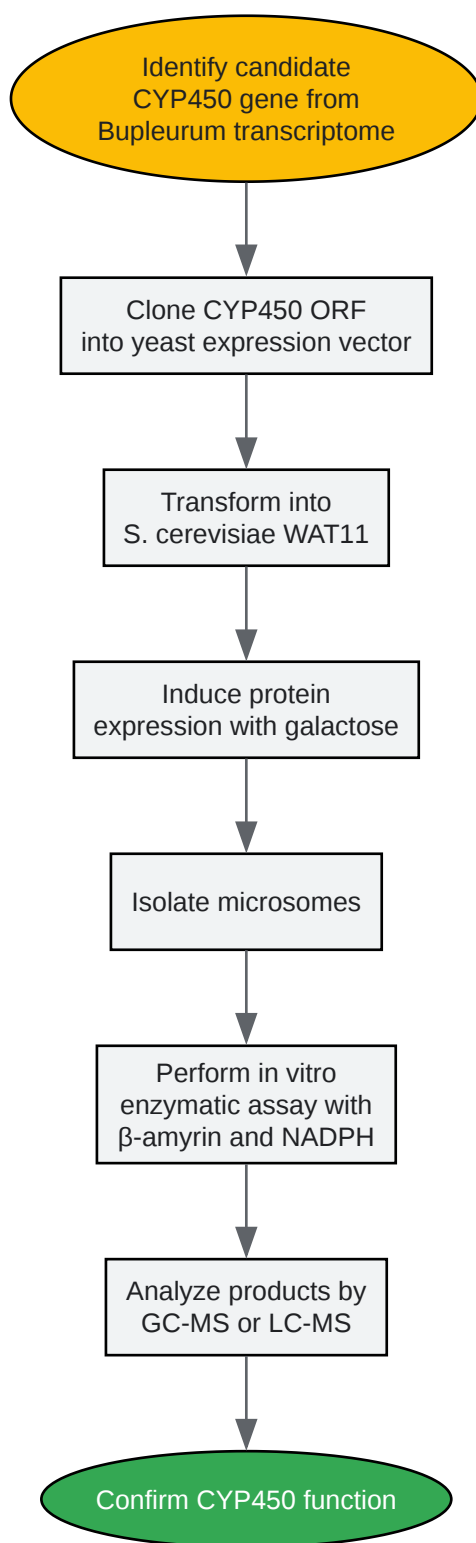 Identify candidate
CYP450 gene from
Bupleurum transcriptome
Clone CYP450 ORF
into yeast expression vector
Transform into
S. cerevisiae WAT11
Induce protein
expression with galactose
Isolate microsomes
Perform in vitro
enzymatic assay with
β-amyrin and NADPH
Analyze products by
GC-MS or LC-MS
Confirm CYP450 function